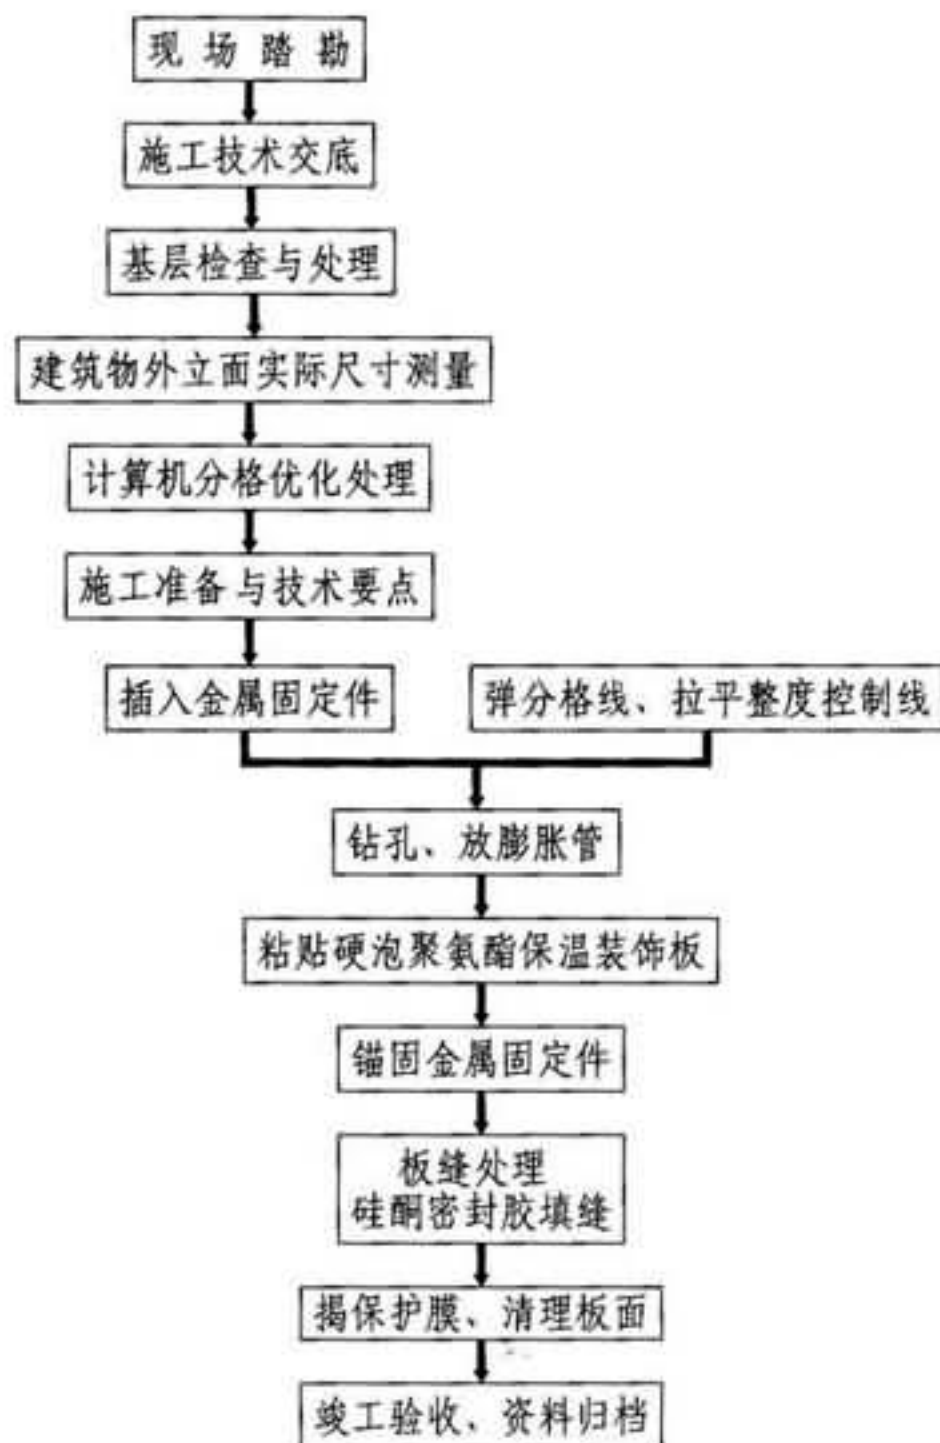 现场踏勘
施工技术交底
基层检查与处理
建筑物外立面实际尺寸测量
计算机分格优化处理
施工准备与技术要点
插入金属固定件
弹分格线、拉平整度控制线
钻孔、放膨胀管
粘贴硬泡聚氨酯保温装饰板
锚固金属固定件
板缝处理
硅酮密封胶填缝
揭保护膜、清理板面
竣工验收、资料归档